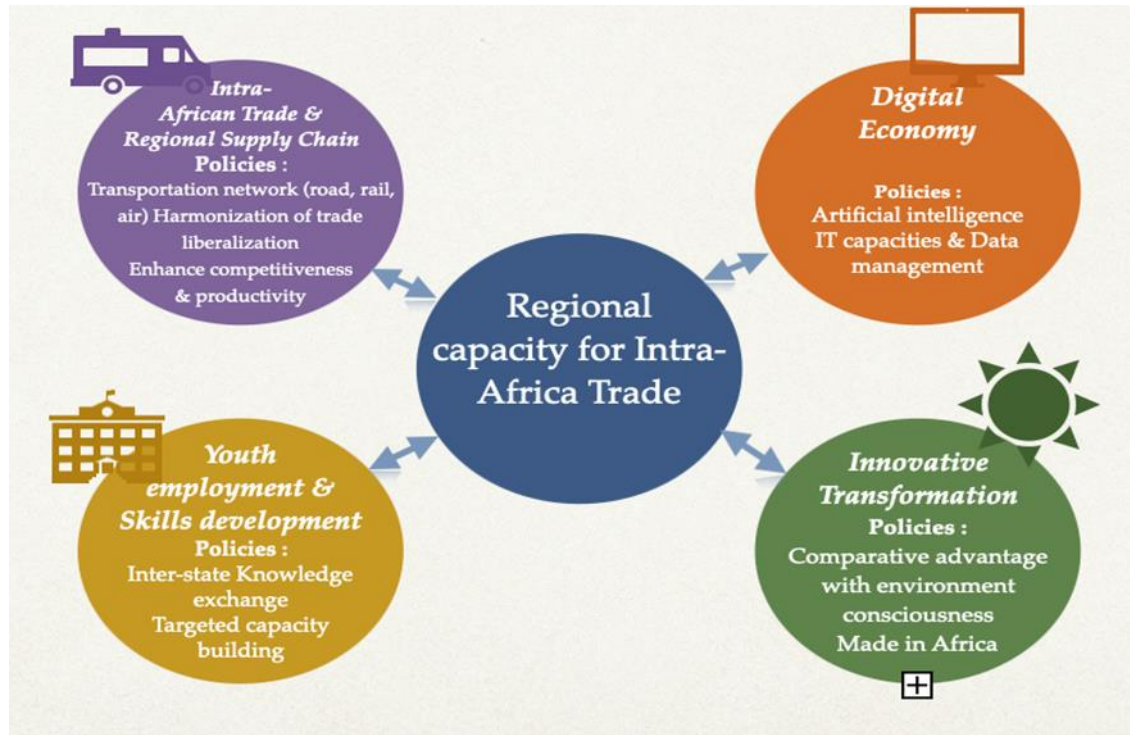 Intra-
African Trade &
Regional Supply Chain
Policies :
Transportation network (road, rail,
air) Harmonization of trade
liberalization
Enhance competitiveness
& productivity
Digital
Economy
Policies :
Artificial intelligence
IT capacities & Data
management
Regional
capacity for Intra-
Africa Trade
Youth
employment &
Skills development
Policies :
Inter-state Knowledge
exchange
Targeted capacity
building
Innovative
Transformation
Policies :
Comparative advantage
with environment
consciousness
Made in Africa